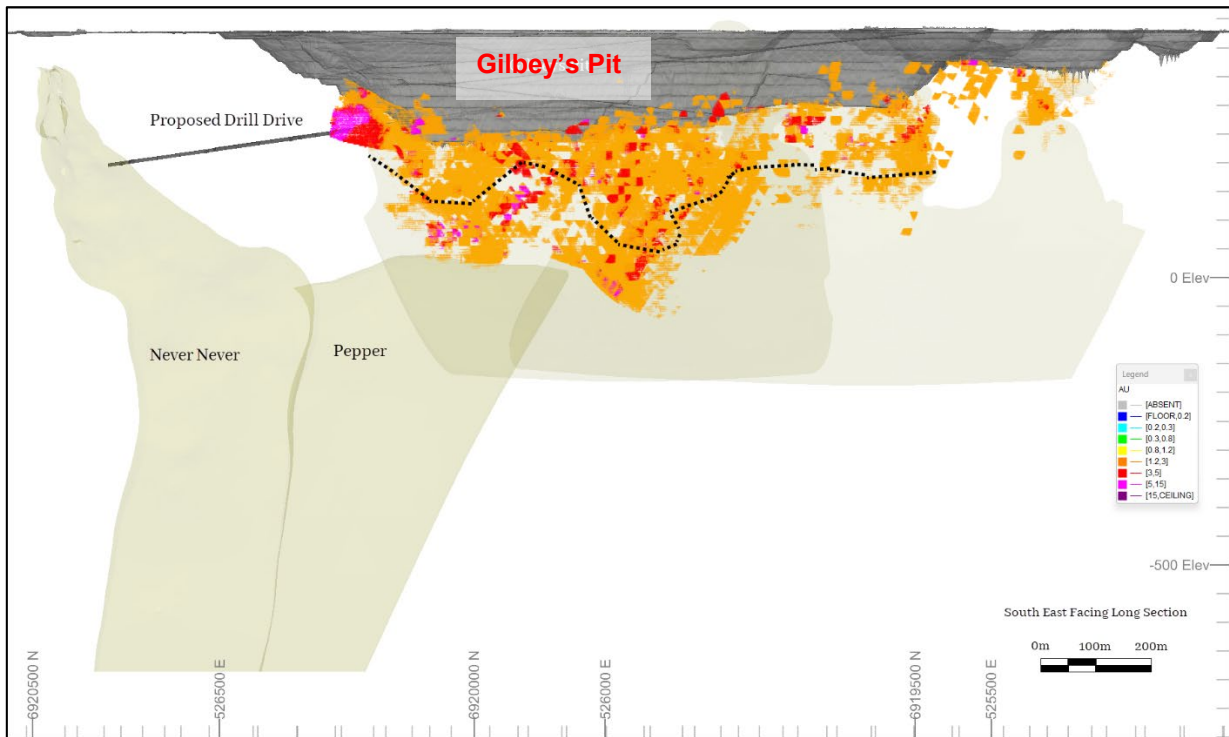 Gilbey's Pit
Proposed Drill Drive
0 Elev
Never Never
Pepper
Legend
AU
[ABSENT]
[FLOOR,0.2]
[0.2,0.3]
[0.3,0.8]
[0.8,1.2]
[1.2,3]
[3,5]
[5,15]
[15,CEILING]
-500 Elev
South East Facing Long Section
0m 100m 200m
6920500 N
526500 E
6920000 N
526000 E
6919500 N
525500 E